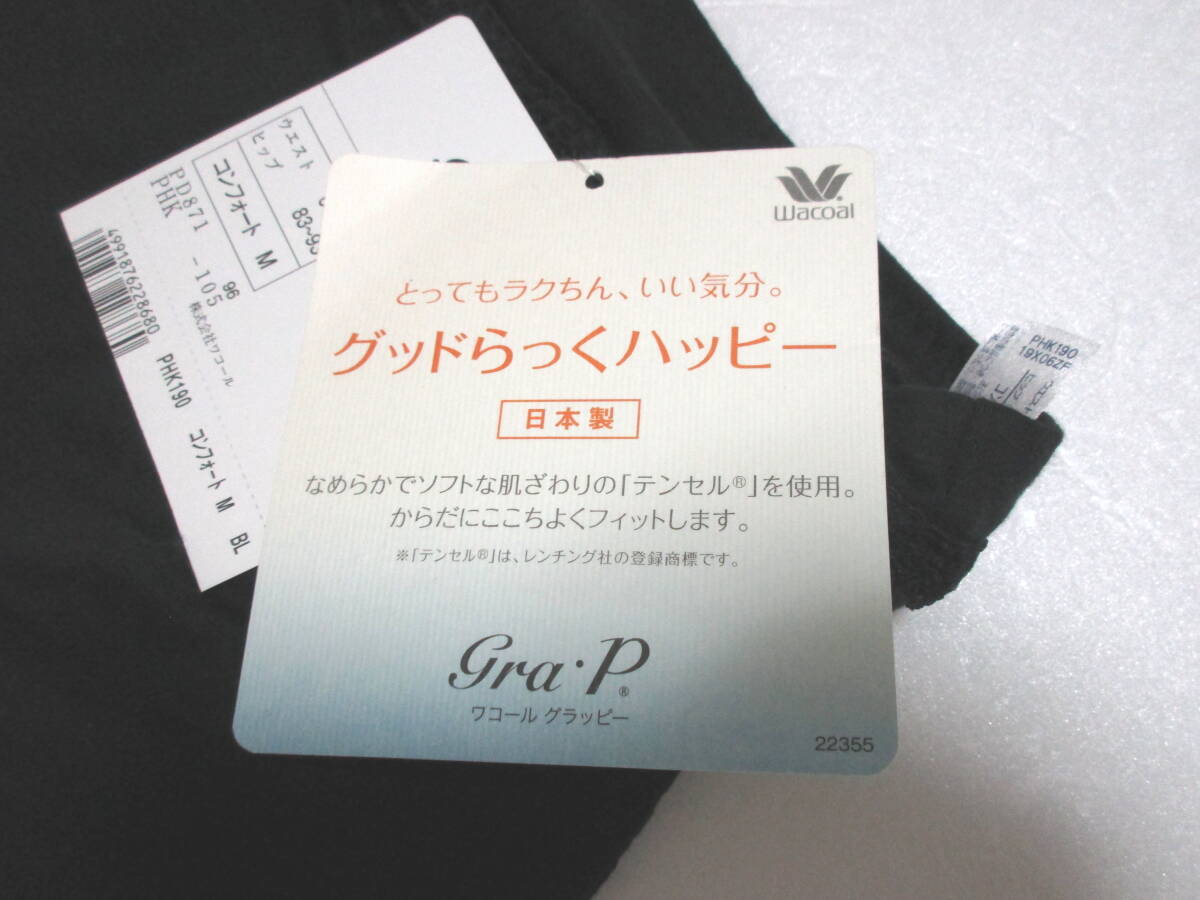 Wacoal
とってもラクちん、いい気分。
グッドらっくハッピー
日本製
なめらかでソフトな肌ざわりの「テンセル®」を使用。
からだにここちよくフィットします。
※「テンセル®」は、レンチング社の登録商標です。
Gra・P®
ワコール グラッピー
22355
ウエスト
ヒップ 83~95
コンフォート M
PD871
PHK -105
96
株式会社ワコール
4991876228680 PHK190 コンフォート M BL
PHK190
19X06ZF